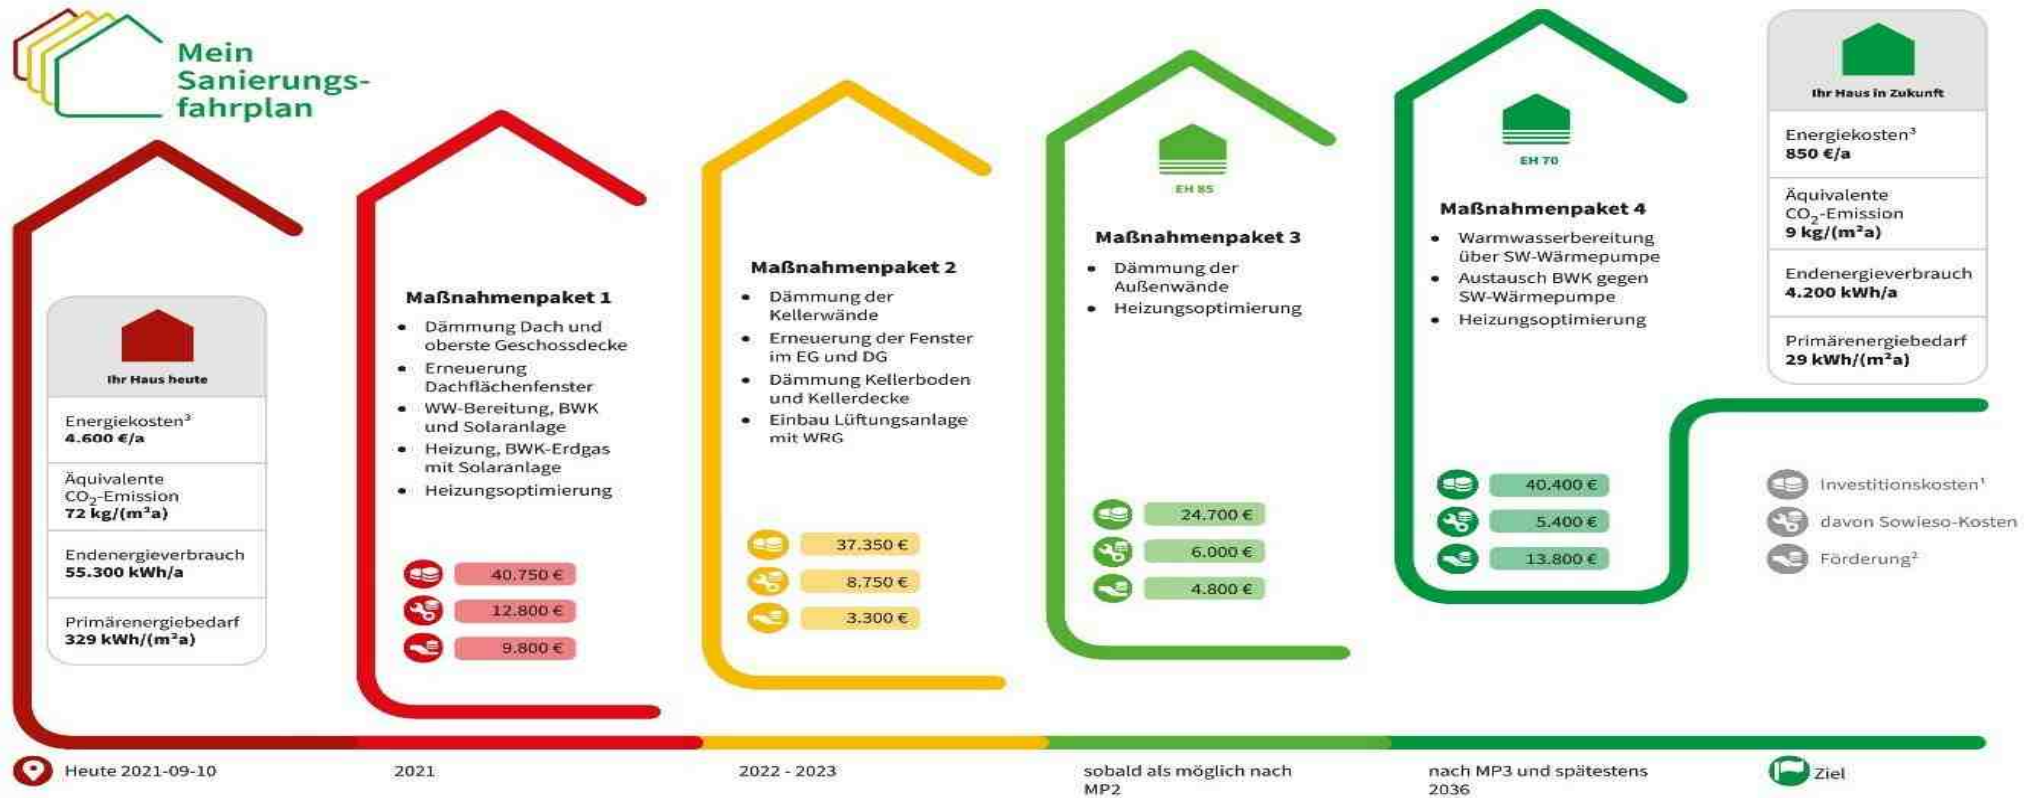 Mein
Sanierungs-
fahrplan
Ihr Haus heute
Energiekosten³
4.600 €/a
Äquivalente
CO₂-Emission
72 kg/(m²a)
Endenergieverbrauch
55.300 kWh/a
Primärenergiebedarf
329 kWh/(m²a)
Maßnahmenpaket 1
• Dämmung Dach und
oberste Geschossdecke
• Erneuerung
Dachflächenfenster
• WW-Bereitung, BWK
und Solaranlage
• Heizung, BWK-Erdgas
mit Solaranlage
• Heizungsoptimierung
40.750 €
12.800 €
9.800 €
Maßnahmenpaket 2
• Dämmung der
Kellerwände
• Erneuerung der Fenster
im EG und DG
• Dämmung Kellerboden
und Kellerdecke
• Einbau Lüftungsanlage
mit WRG
37.350 €
8.750 €
3.300 €
EH 85
Maßnahmenpaket 3
• Dämmung der
Außenwände
• Heizungsoptimierung
24.700 €
6.000 €
4.800 €
EH 70
Maßnahmenpaket 4
• Warmwasserbereitung
über SW-Wärmepumpe
• Austausch BWK gegen
SW-Wärmepumpe
• Heizungsoptimierung
40.400 €
5.400 €
13.800 €
Ihr Haus in Zukunft
Energiekosten³
850 €/a
Äquivalente
CO₂-Emission
9 kg/(m²a)
Endenergieverbrauch
4.200 kWh/a
Primärenergiebedarf
29 kWh/(m²a)
Investitionskosten¹
davon Sowieso-Kosten
Förderung²
Heute 2021-09-10
2021
2022 - 2023
sobald als möglich nach
MP2
nach MP3 und spätestens
2036
Ziel